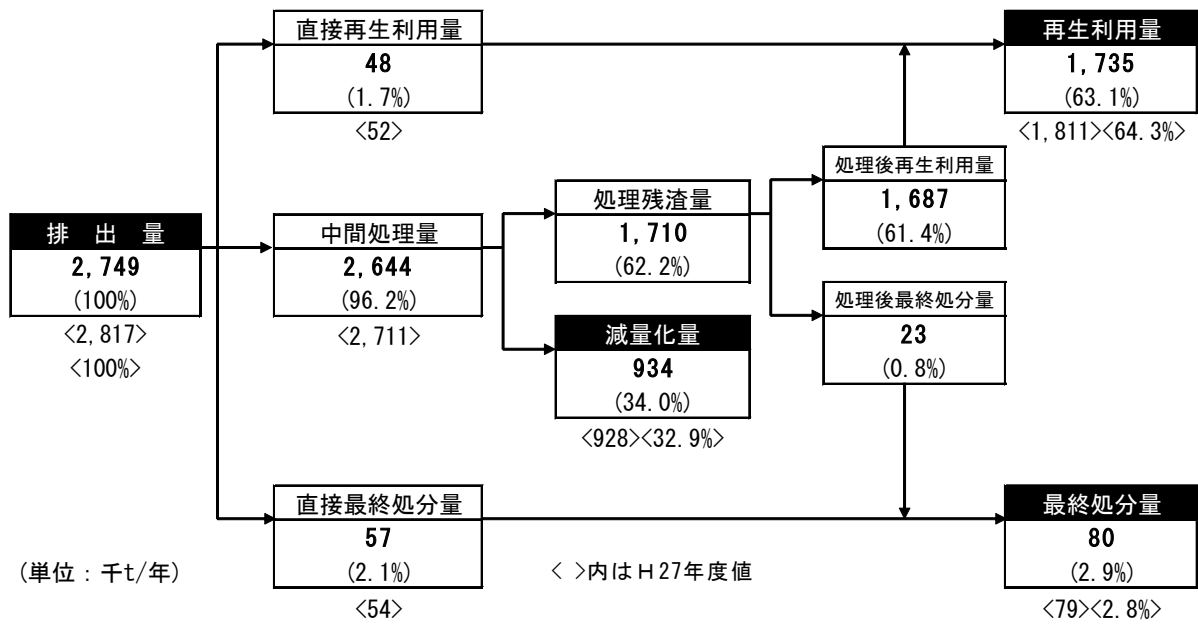 直接再生利用量
48
(1.7%)
<52>
再生利用量
1,735
(63.1%)
<1,811><64.3%>
排 出 量
2,749
(100%)
<2,817>
<100%>
中間処理量
2,644
(96.2%)
<2,711>
処理残渣量
1,710
(62.2%)
減量化量
934
(34.0%)
<928><32.9%>
処理後再生利用量
1,687
(61.4%)
処理後最終処分量
23
(0.8%)
直接最終処分量
57
(2.1%)
<54>
最終処分量
80
(2.9%)
<79><2.8%>
(単位：千t/年)
< >内はH27年度値